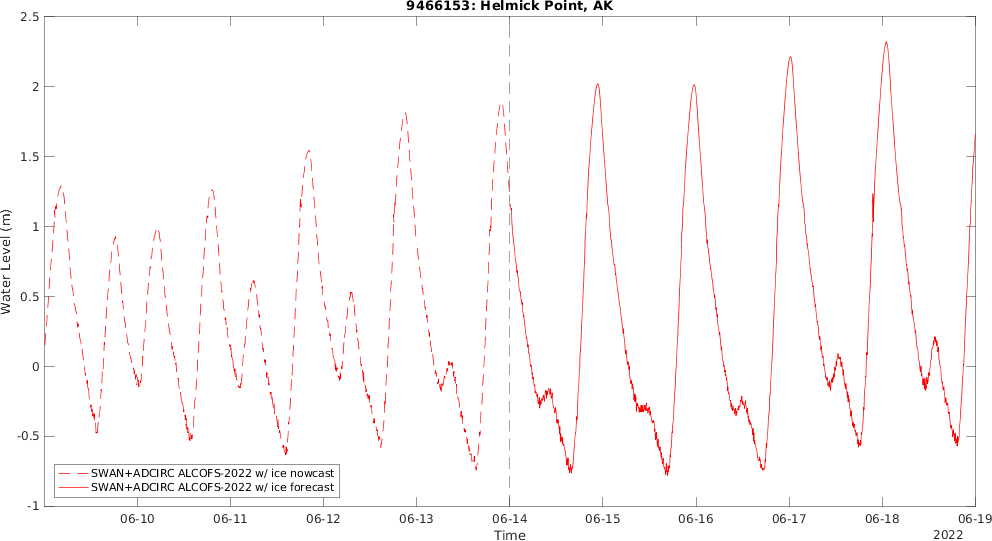 9466153: Helmick Point, AK
Water Level (m)
2.5
2
1.5
1
0.5
0
-0.5
-1
SWAN+ADCIRC ALCOFS-2022 w/ ice nowcast
SWAN+ADCIRC ALCOFS-2022 w/ ice forecast
06-10 06-11 06-12 06-13 06-14 06-15 06-16 06-17 06-18 06-19
Time
2022